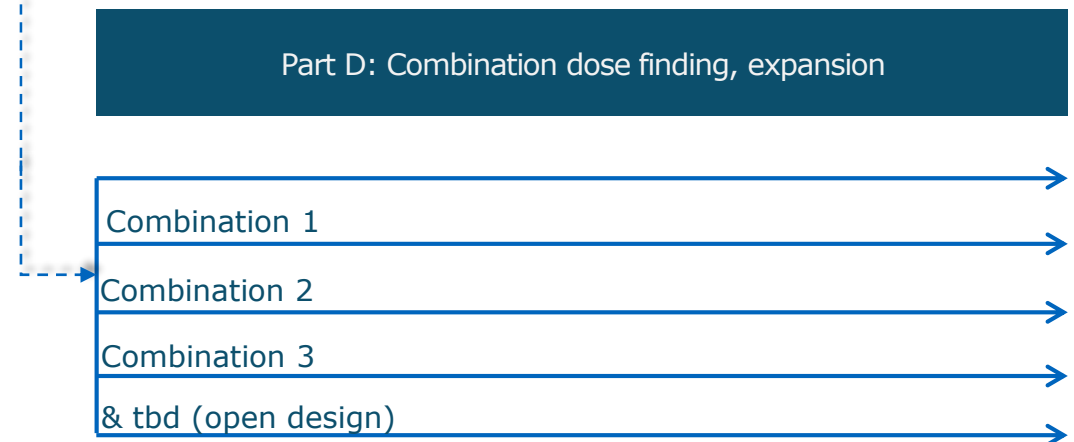 Part D: Combination dose finding, expansion
Combination 1
Combination 2
Combination 3
& tbd (open design)